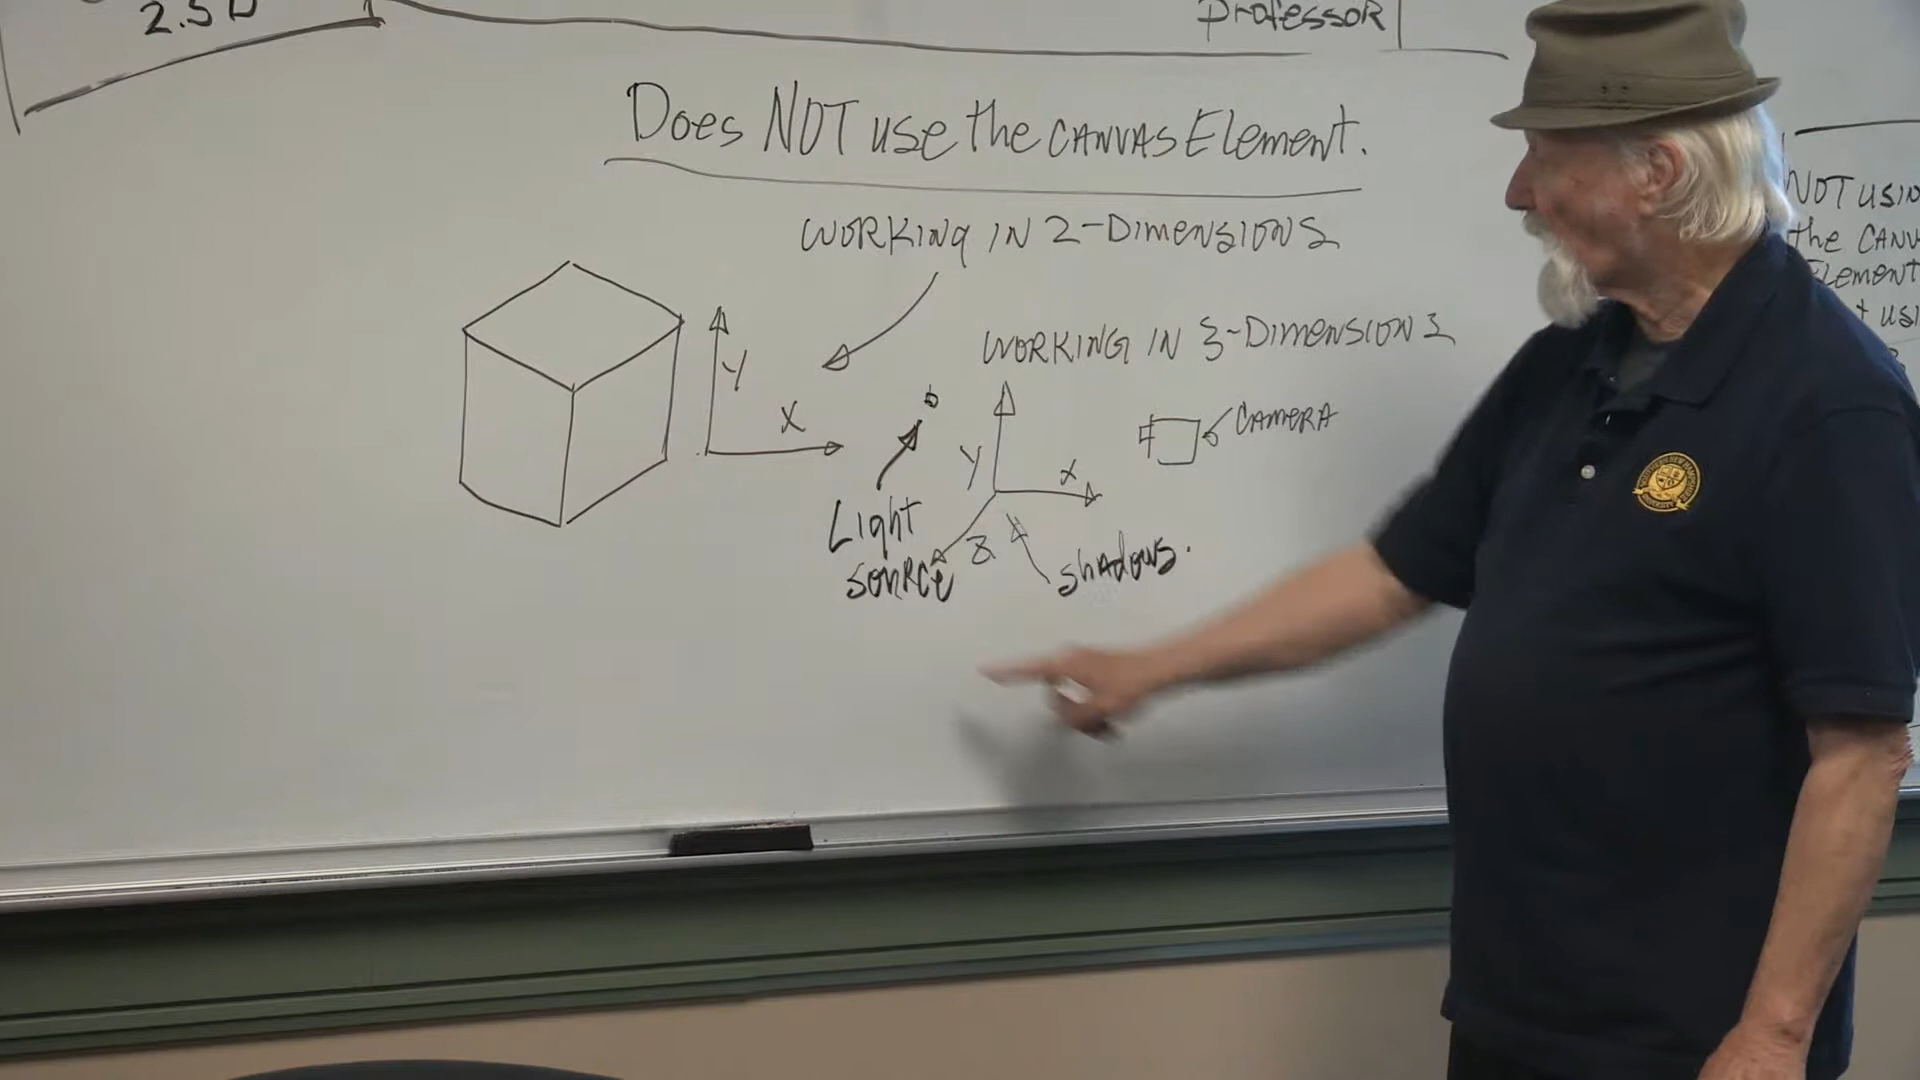 2.5D
professor
Does NOT use the CANVAS Element.
WORKING IN 2-DIMENSIONS
WORKING IN 3-DIMENSIONS
Y
X
CAMERA
Y
X
Z
Light
SOURCE
SHADOWS.
NOT USIN
the CANV
Element
USI